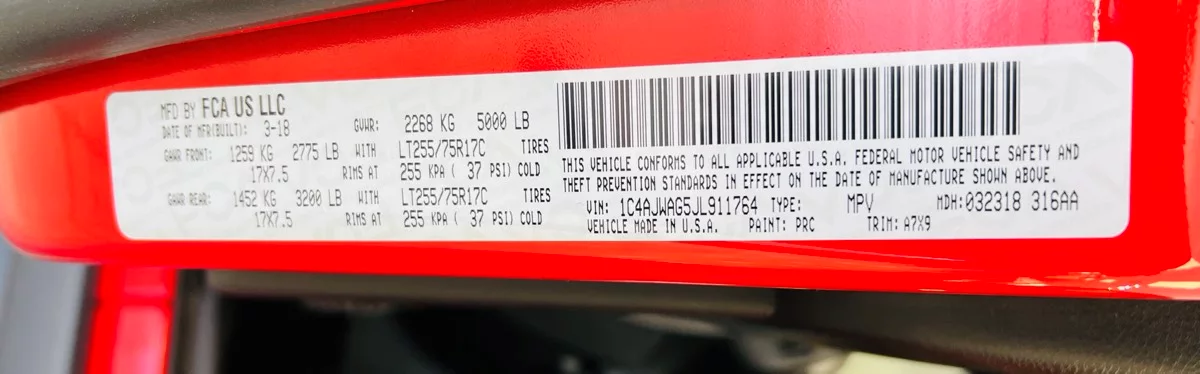 MFD BY FCA US LLC
DATE OF MFR(BUILT): 3-18 GVWR: 2268 KG 5000 LB
GAWR FRONT: 1259 KG 2775 LB WITH LT255/75R17C TIRES
17X7.5 RIMS AT 255 KPA ( 37 PSI) COLD
GAWR REAR: 1452 KG 3200 LB WITH LT255/75R17C TIRES
17X7.5 RIMS AT 255 KPA ( 37 PSI) COLD
THIS VEHICLE CONFORMS TO ALL APPLICABLE U.S.A. FEDERAL MOTOR VEHICLE SAFETY AND
THEFT PREVENTION STANDARDS IN EFFECT ON THE DATE OF MANUFACTURE SHOWN ABOVE.
VIN: 1C4AJWAG5JL911764 TYPE: MPV MDH:032318 316AA
VEHICLE MADE IN U.S.A. PAINT: PRC TRIM: A7X9